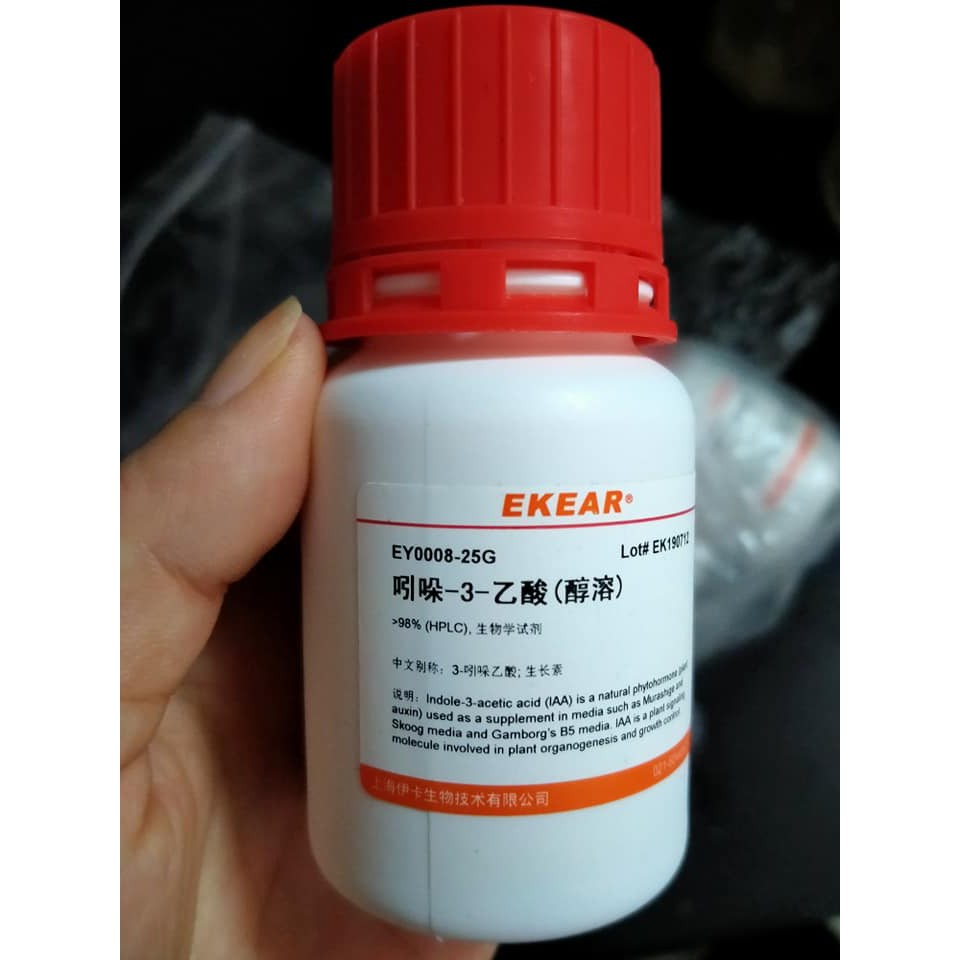 EKEAR®
EY0008-25G Lot# EK190712
吲哚-3-乙酸(醇溶)
>98% (HPLC), 生物学试剂
中文别称: 3-吲哚乙酸; 生长素
说明: Indole-3-acetic acid (IAA) is a natural phytohormone (plant
auxin) used as a supplement in media such as Murashige and
Skoog media and Gamborg's B5 media. IAA is a plant signaling
molecule involved in plant organogenesis and growth control.
上海伊卡生物技术有限公司